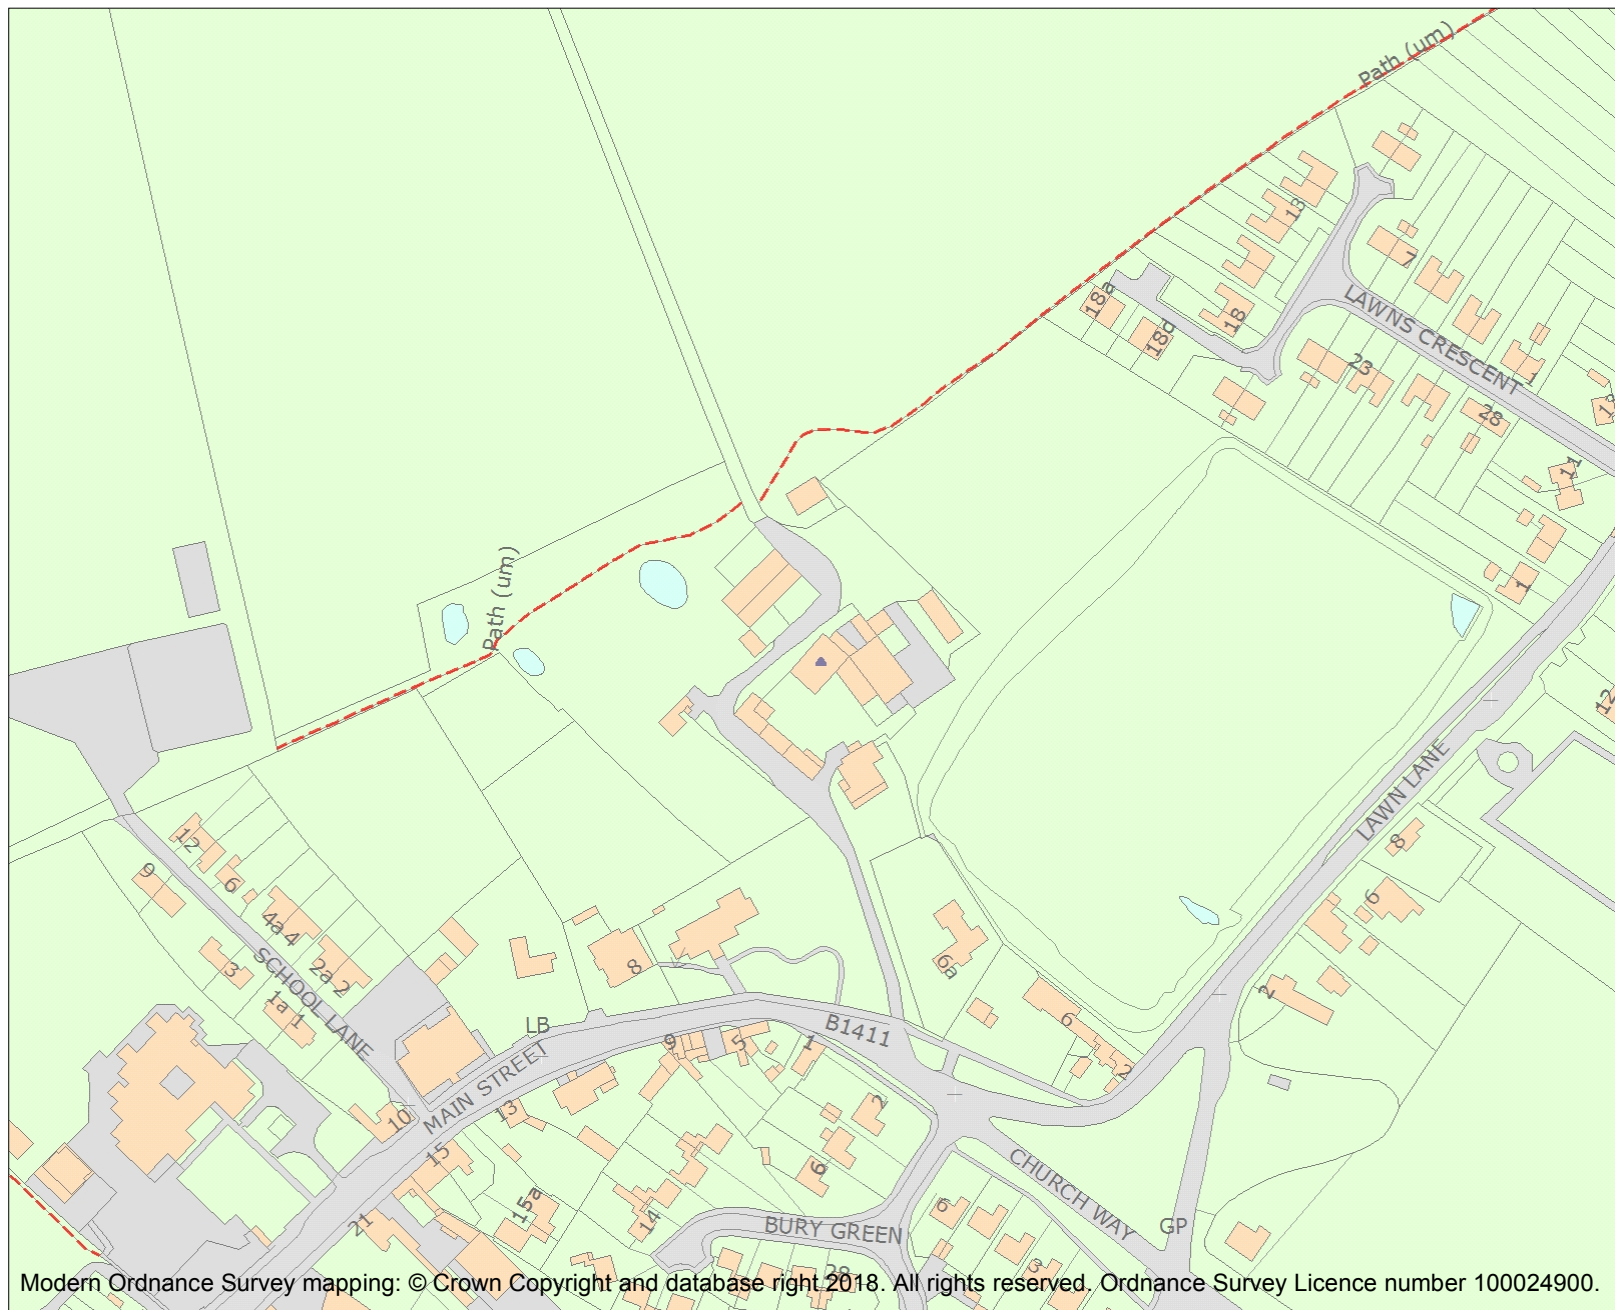 Path (um)
13
7
18a
18d
18
LAWNS CRESCENT
23
1
28
11
1
Path (um)
12
LAWN LANE
8
12
9
6
4a 4
6
3
2a 2
8
6a
SCHOOL LANE
1a 1
2
6
LB
B1411
9
5
1
MAIN STREET
2
13
10
2
15
6
CHURCH WAY
15a
14
6
21
BURY GREEN
GP
3
28
Modern Ordnance Survey mapping: © Crown Copyright and database right 2018. All rights reserved. Ordnance Survey Licence number 100024900.